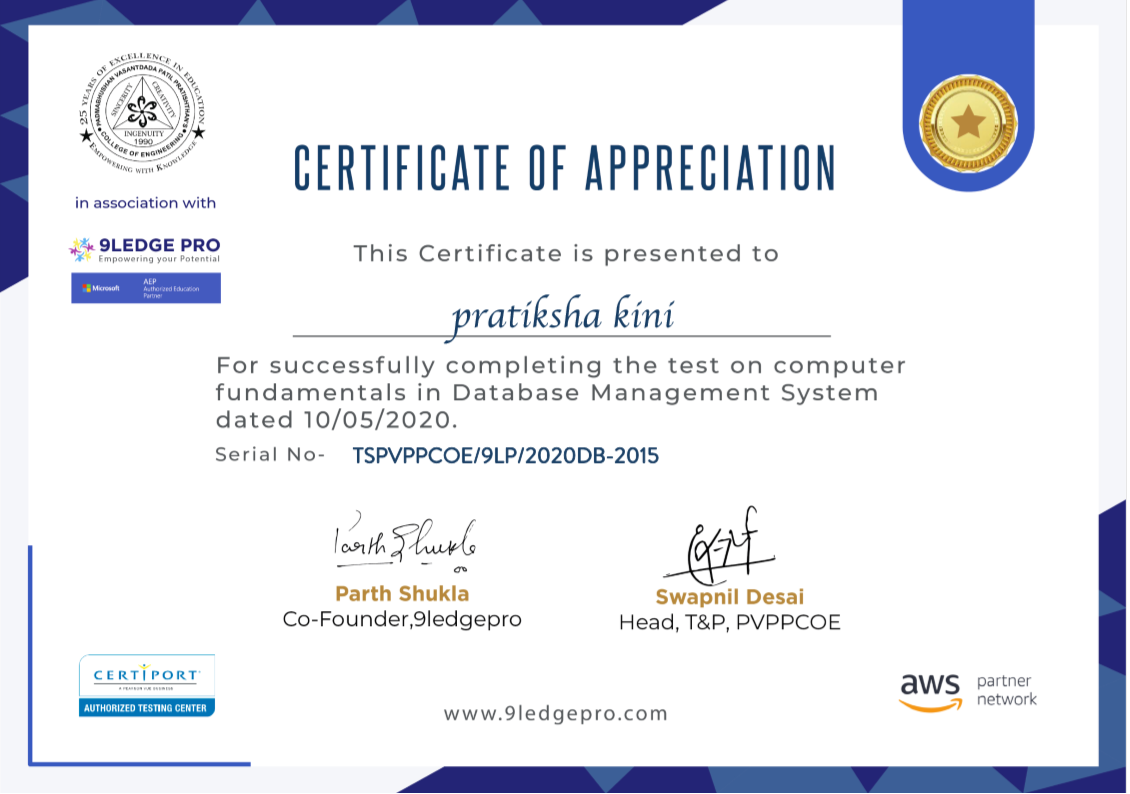 25 YEARS OF EXCELLENCE IN EDUCATION
PADMABHUSHAN VASANTDADA PATIL PRATISHTHAN'S
COLLEGE OF ENGINEERING
SINCERITY
CREATIVITY
INGENUITY
1990
EMPOWERING WITH KNOWLEDGE
in association with
9LEDGE PRO
Empowering your Potential
Microsoft
AEP
Authorized Education
Partner
CERTIFICATE OF APPRECIATION
This Certificate is presented to
pratiksha kini
For successfully completing the test on computer
fundamentals in Database Management System
dated 10/05/2020.
Serial No- TSPVPPCOE/9LP/2020DB-2015
Parth Shukla
Parth Shukla
Co-Founder,9ledgepro
Swapnil Desai
Head, T&P, PVPPCOE
CERTIPORT
A PEARSON VUE BUSINESS
AUTHORIZED TESTING CENTER
www.9ledgepro.com
aws partner
network